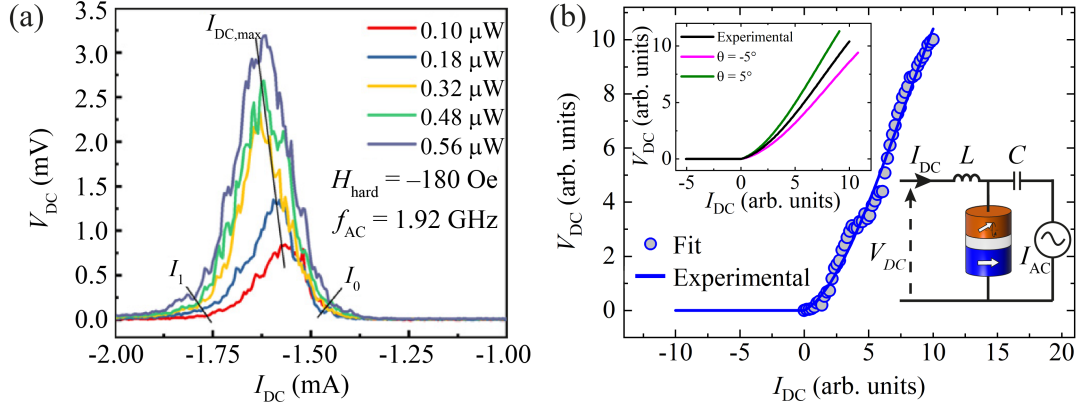 (a)
V_DC (mV)
3.5
3.0
2.5
2.0
1.5
1.0
0.5
0.0
I_DC,max
0.10 μW
0.18 μW
0.32 μW
0.48 μW
0.56 μW
H_hard = –180 Oe
f_AC = 1.92 GHz
I_1
I_0
-2.00
-1.75
-1.50
-1.25
-1.00
I_DC (mA)
(b)
V_DC (arb. units)
10
8
6
4
2
0
V_DC (arb. units)
10
5
0
Experimental
θ = -5°
θ = 5°
-5
0
5
10
I_DC (arb. units)
I_DC
L
C
V_DC
I_AC
Fit
Experimental
-10
-5
0
5
10
15
20
I_DC (arb. units)